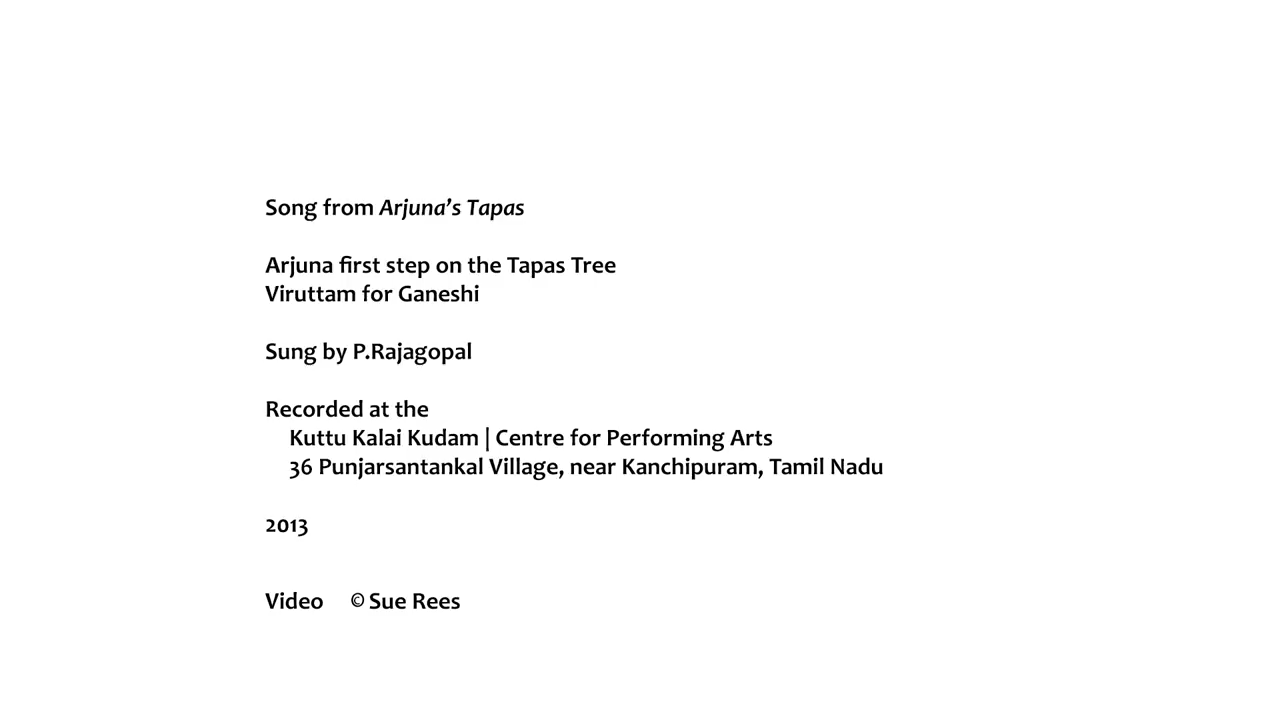 Song from Arjuna’s Tapas
Arjuna first step on the Tapas Tree
Viruttam for Ganeshi
Sung by P.Rajagopal
Recorded at the
Kuttu Kalai Kudam | Centre for Performing Arts
36 Punjarsantankal Village, near Kanchipuram, Tamil Nadu
2013
Video © Sue Rees